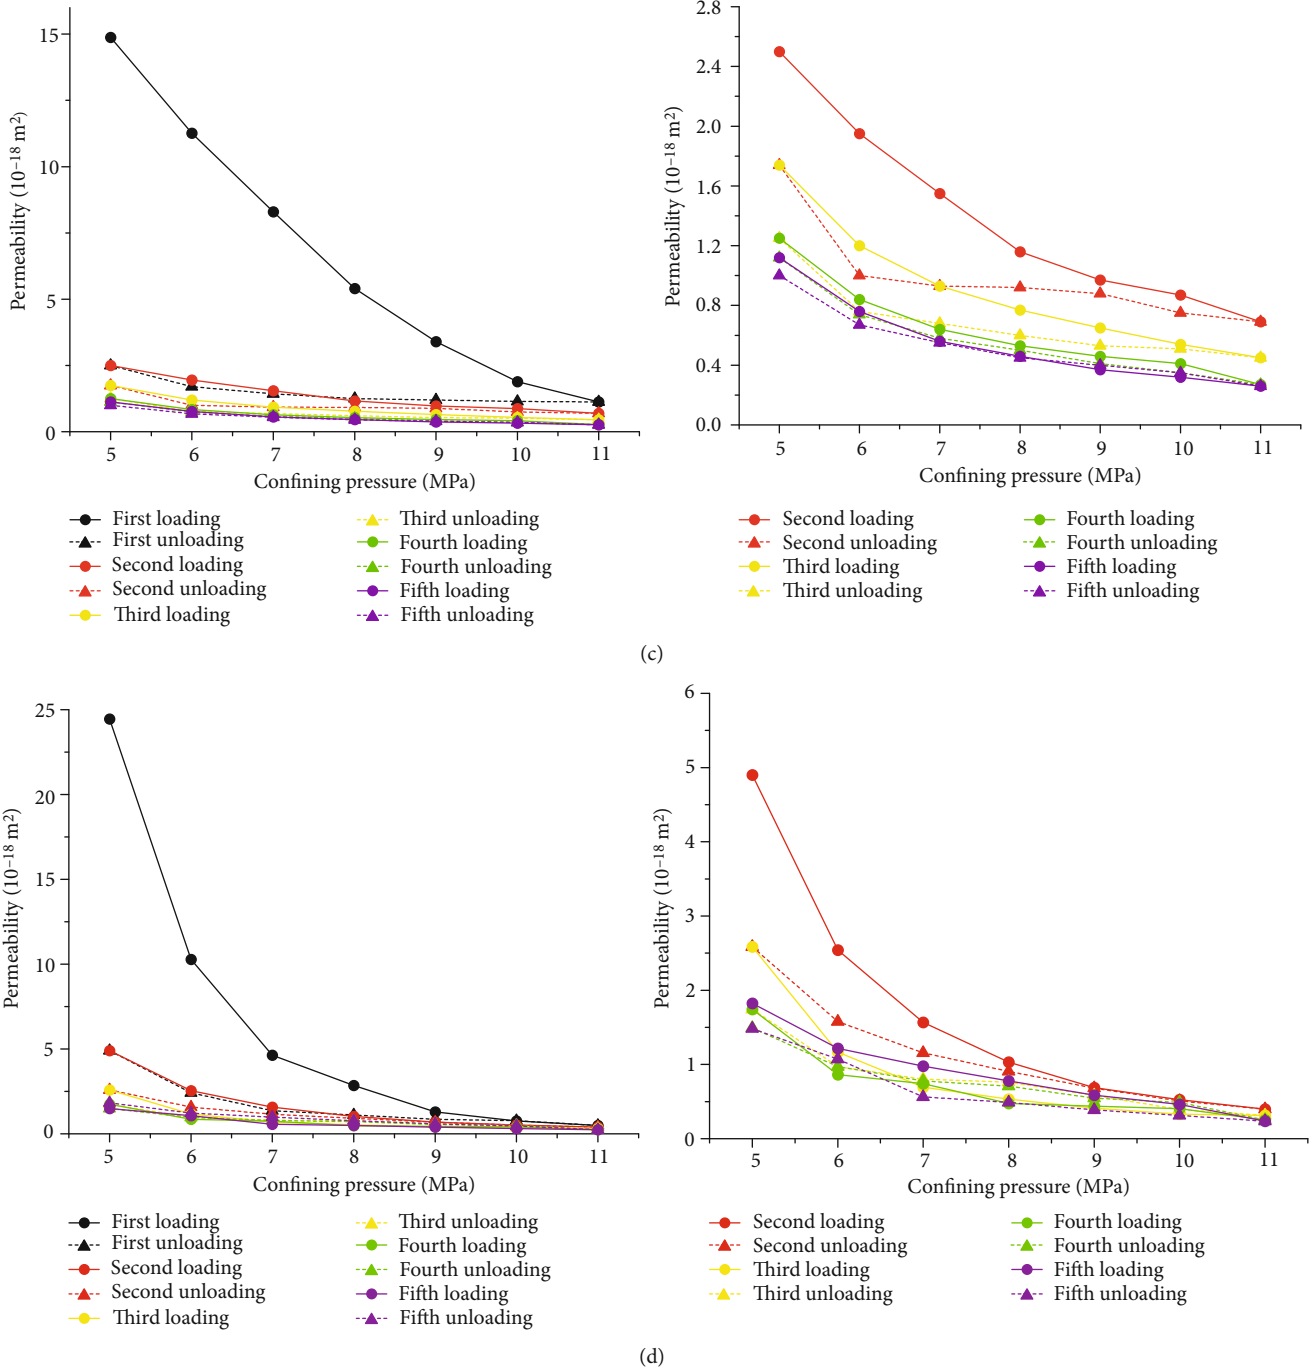 15
10
5
0
Permeability (10⁻¹⁸ m²)
5 6 7 8 9 10 11
Confining pressure (MPa)
First loading
First unloading
Second loading
Second unloading
Third loading
Third unloading
Fourth loading
Fourth unloading
Fifth loading
Fifth unloading
2.8
2.4
2.0
1.6
1.2
0.8
0.4
0.0
Permeability (10⁻¹⁸ m²)
5 6 7 8 9 10 11
Confining pressure (MPa)
Second loading
Second unloading
Third loading
Third unloading
Fourth loading
Fourth unloading
Fifth loading
Fifth unloading
(c)
25
20
15
10
5
0
Permeability (10⁻¹⁸ m²)
5 6 7 8 9 10 11
Confining pressure (MPa)
First loading
First unloading
Second loading
Second unloading
Third loading
Third unloading
Fourth loading
Fourth unloading
Fifth loading
Fifth unloading
6
5
4
3
2
1
0
Permeability (10⁻¹⁸ m²)
5 6 7 8 9 10 11
Confining pressure (MPa)
Second loading
Second unloading
Third loading
Third unloading
Fourth loading
Fourth unloading
Fifth loading
Fifth unloading
(d)